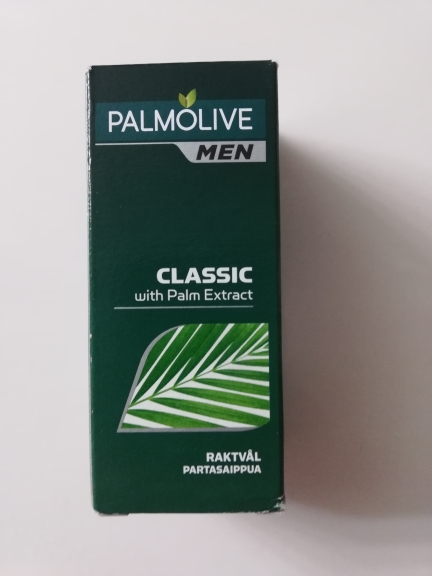 PALMOLIVE
MEN
CLASSIC
with Palm Extract
RAKTVÅL
PARTASAIPPUA